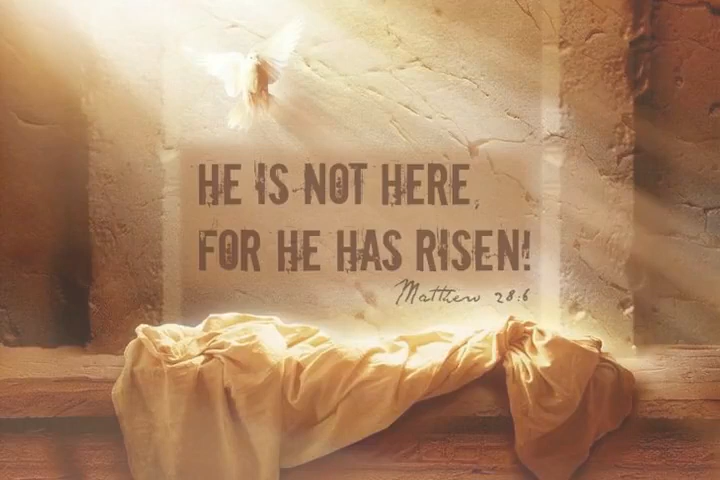 HE IS NOT HERE,
FOR HE HAS RISEN!
Matthew 28:6